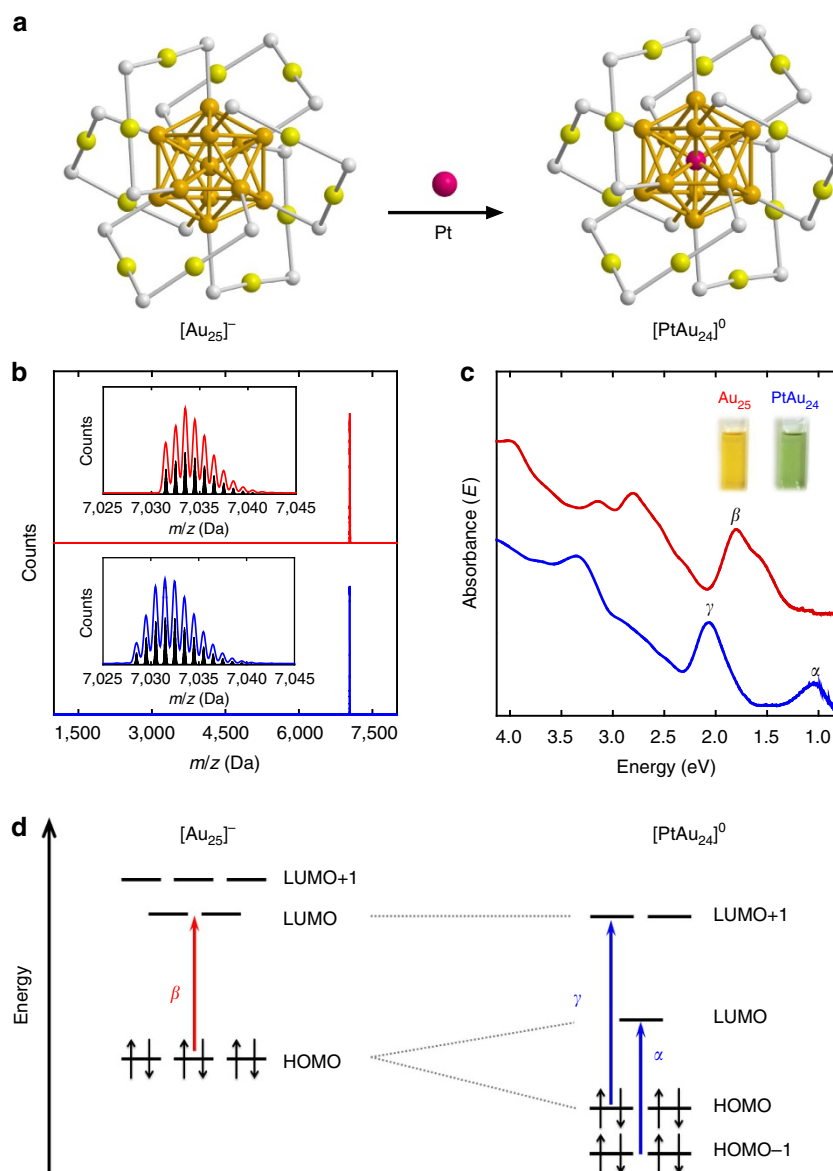 a
Pt
[Au₂₅]⁻
[PtAu₂₄]⁰
b
Counts
Counts
7,025 7,030 7,035 7,040 7,045
m/z (Da)
Counts
7,025 7,030 7,035 7,040 7,045
m/z (Da)
1,500 3,000 4,500 6,000 7,500
m/z (Da)
c
Au₂₅ PtAu₂₄
Absorbance (E)
β
γ
α
4.0 3.0 2.5 2.0 1.5 1.0
Energy (eV)
d
Energy
[Au₂₅]⁻
LUMO+1
LUMO
β
HOMO
[PtAu₂₄]⁰
LUMO+1
γ
LUMO
α
HOMO
HOMO–1